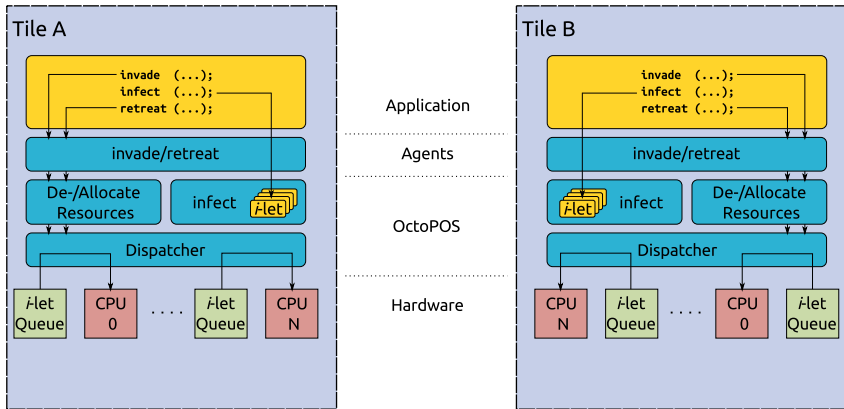 Tile A
invade (...);
infect (...);
retreat (...);
invade/retreat
De-/Allocate
Resources
infect
i-let
Dispatcher
i-let
Queue
CPU
0
. . . .
i-let
Queue
CPU
N
Application
Agents
OctoPOS
Hardware
Tile B
invade (...);
infect (...);
retreat (...);
invade/retreat
i-let
infect
De-/Allocate
Resources
Dispatcher
CPU
N
i-let
Queue
. . . .
CPU
0
i-let
Queue